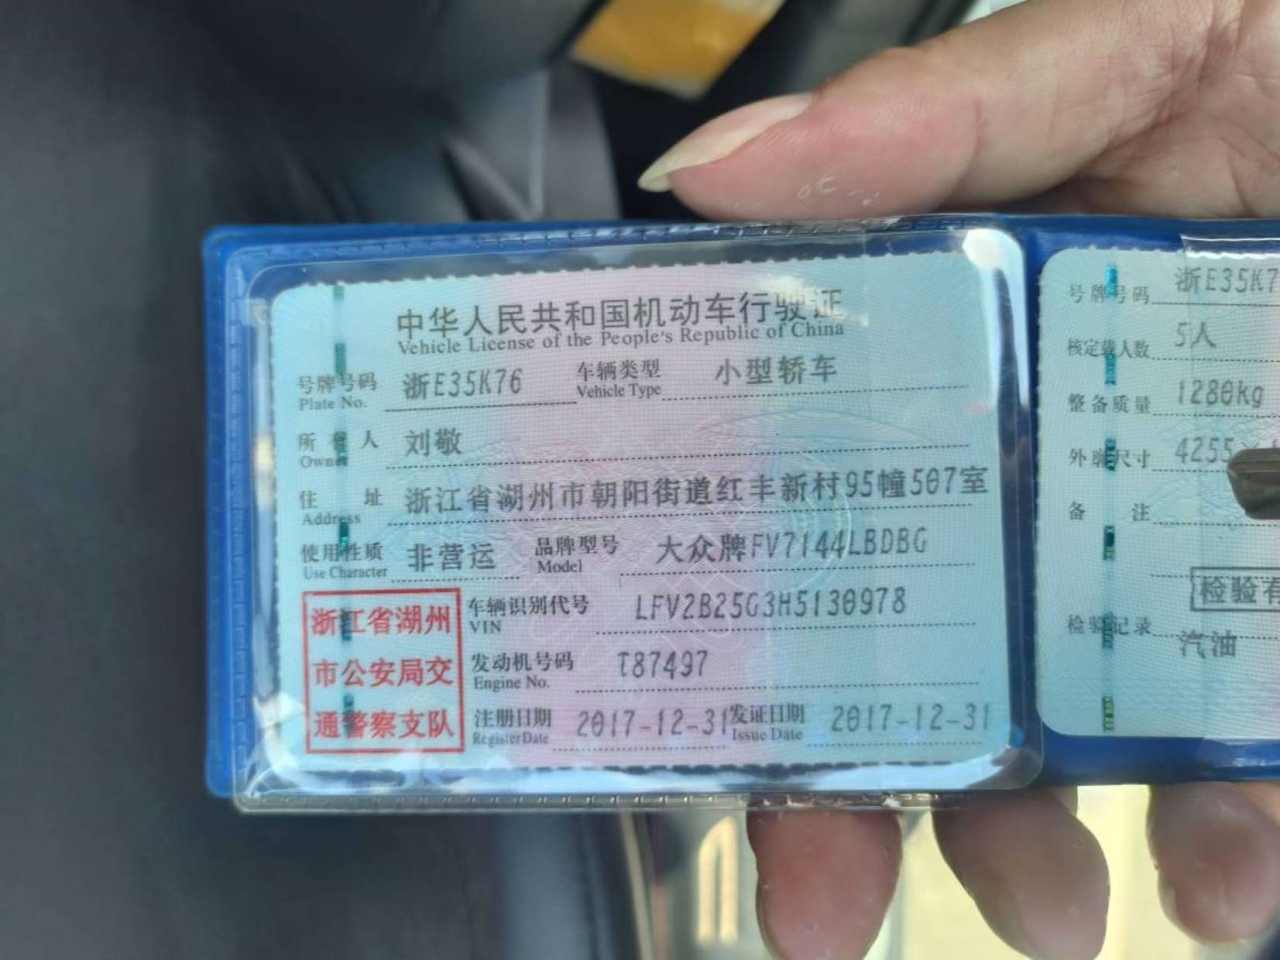 中华人民共和国机动车行驶证
Vehicle License of the People's Republic of China
号牌号码 浙E35K76 车辆类型 小型轿车
Plate No. Vehicle Type
所有人 刘敬
Owner
住址 浙江省湖州市朝阳街道红丰新村95幢507室
Address
使用性质 非营运 品牌型号 大众牌FV7144LBDBG
Use Character Model
浙江省湖州
市公安局交
通警察支队
车辆识别代号 LFV2B25G3H5130978
VIN
发动机号码 T87497
Engine No.
注册日期 2017-12-31 发证日期 2017-12-31
Register Date Issue Date
号牌号码 浙E35K7
核定载人数 5人
整备质量 1280kg
外廓尺寸 4255
备注
检验有
检验记录 汽油